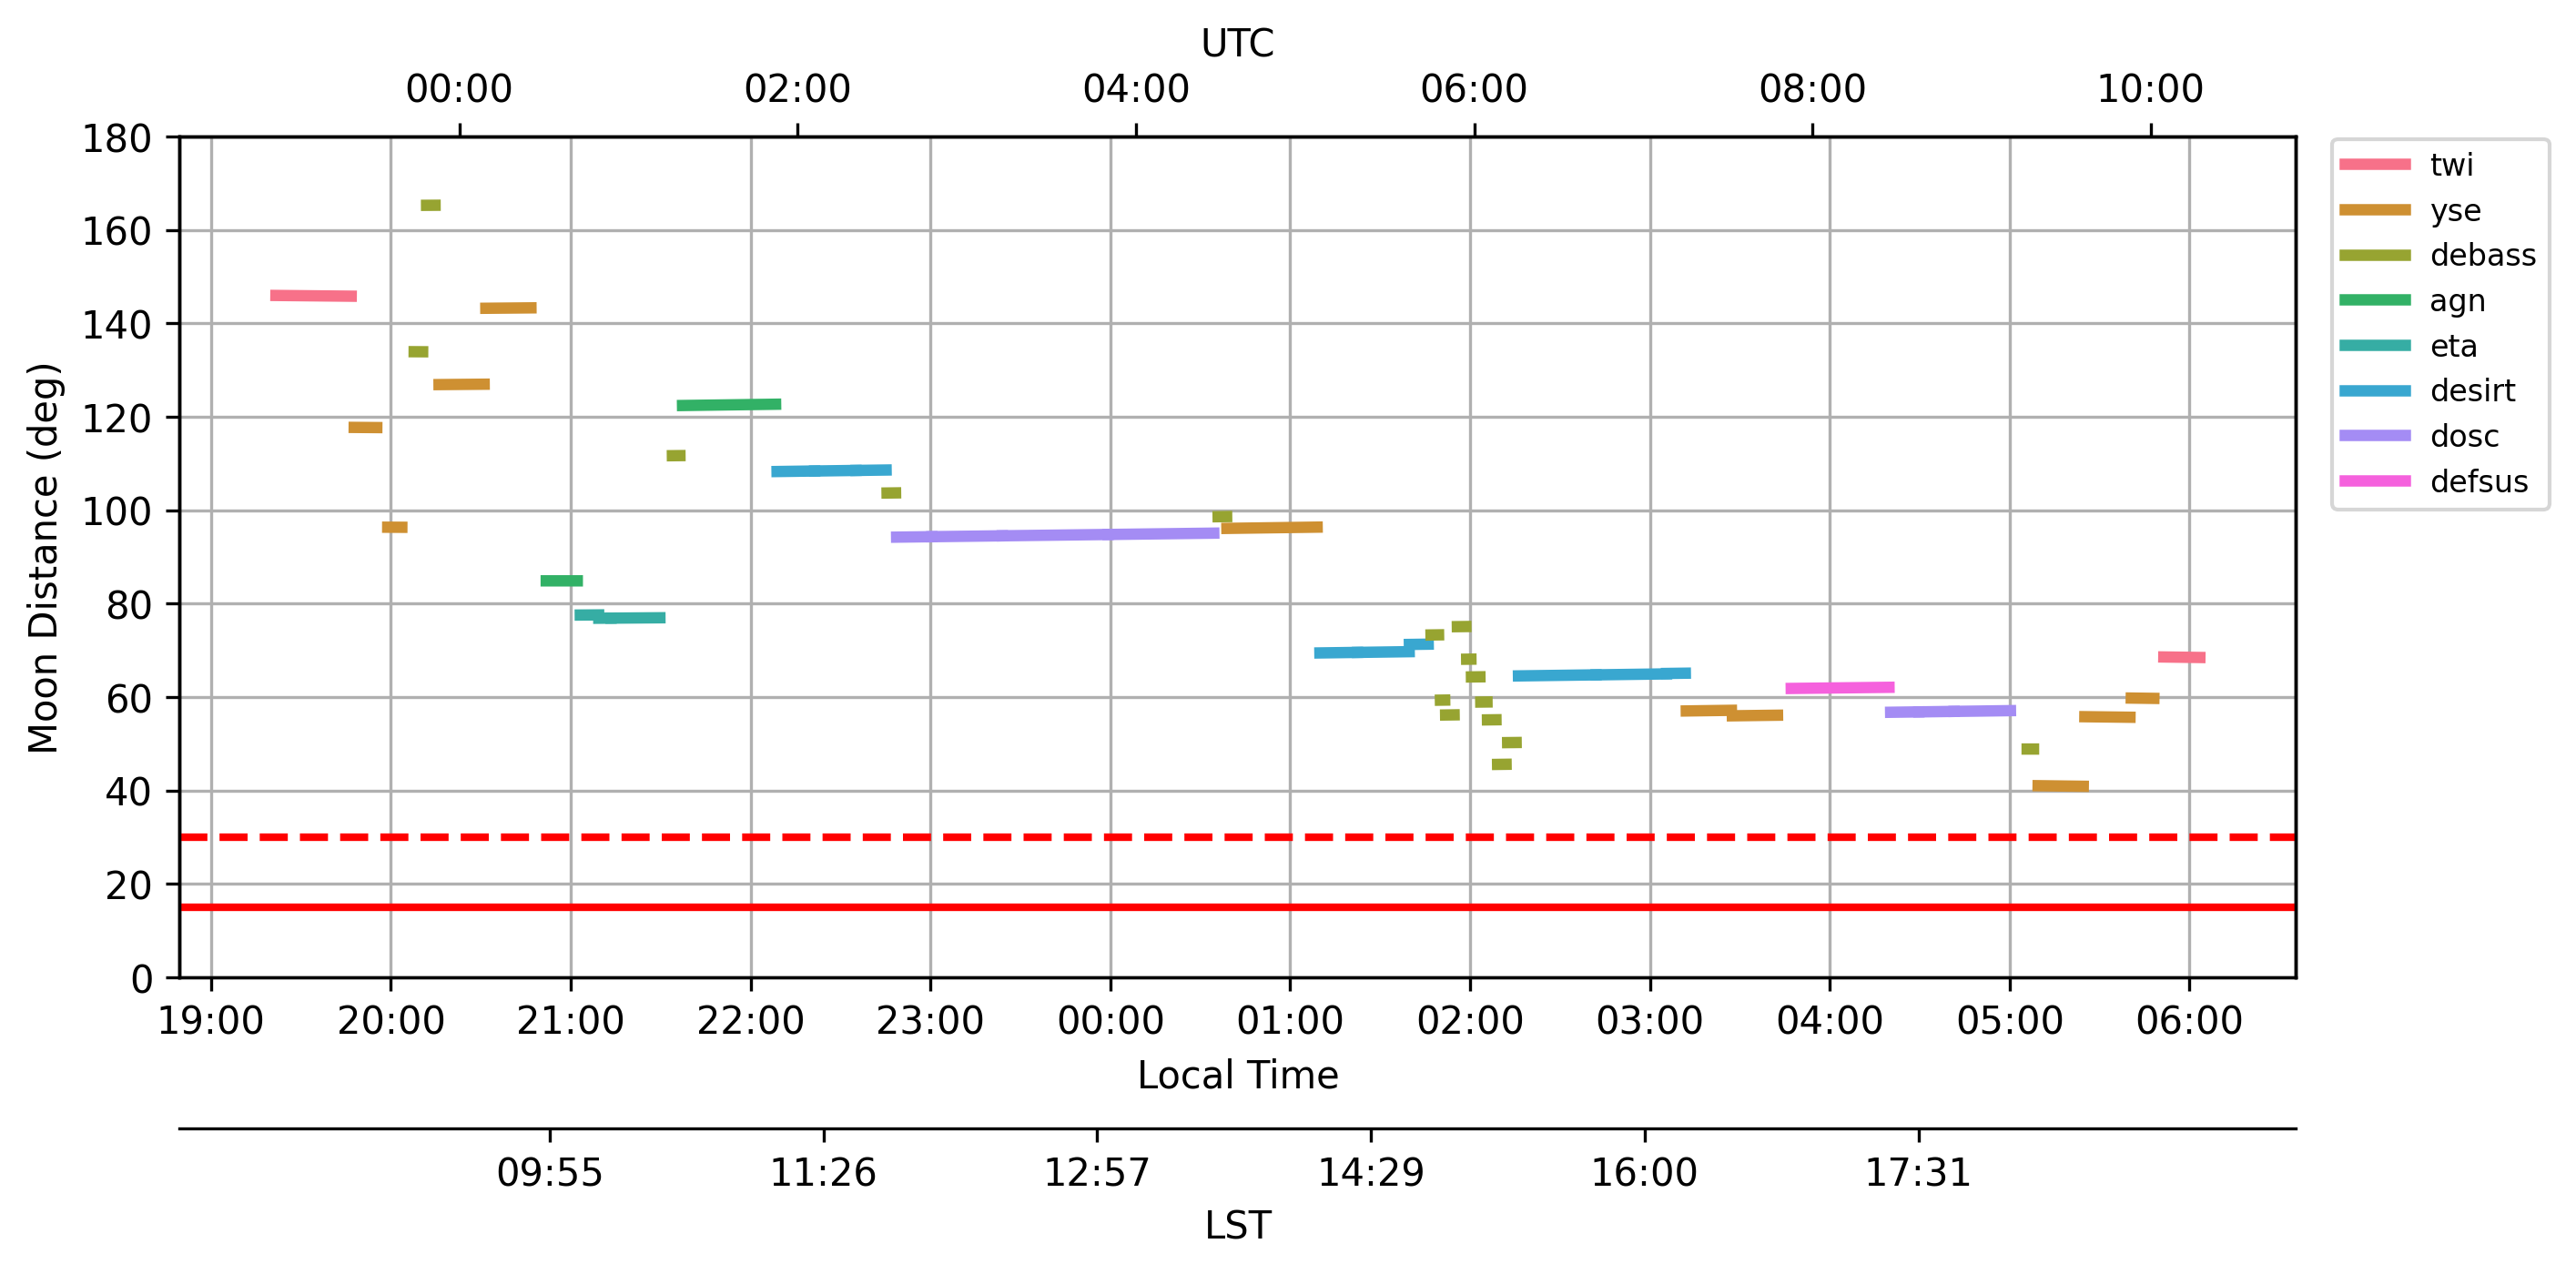 UTC
00:00 02:00 04:00 06:00 08:00 10:00
Moon Distance (deg)
180
160
140
120
100
80
60
40
20
0
twi
yse
debass
agn
eta
desirt
dosc
defsus
19:00 20:00 21:00 22:00 23:00 00:00 01:00 02:00 03:00 04:00 05:00 06:00
Local Time
09:55 11:26 12:57 14:29 16:00 17:31
LST